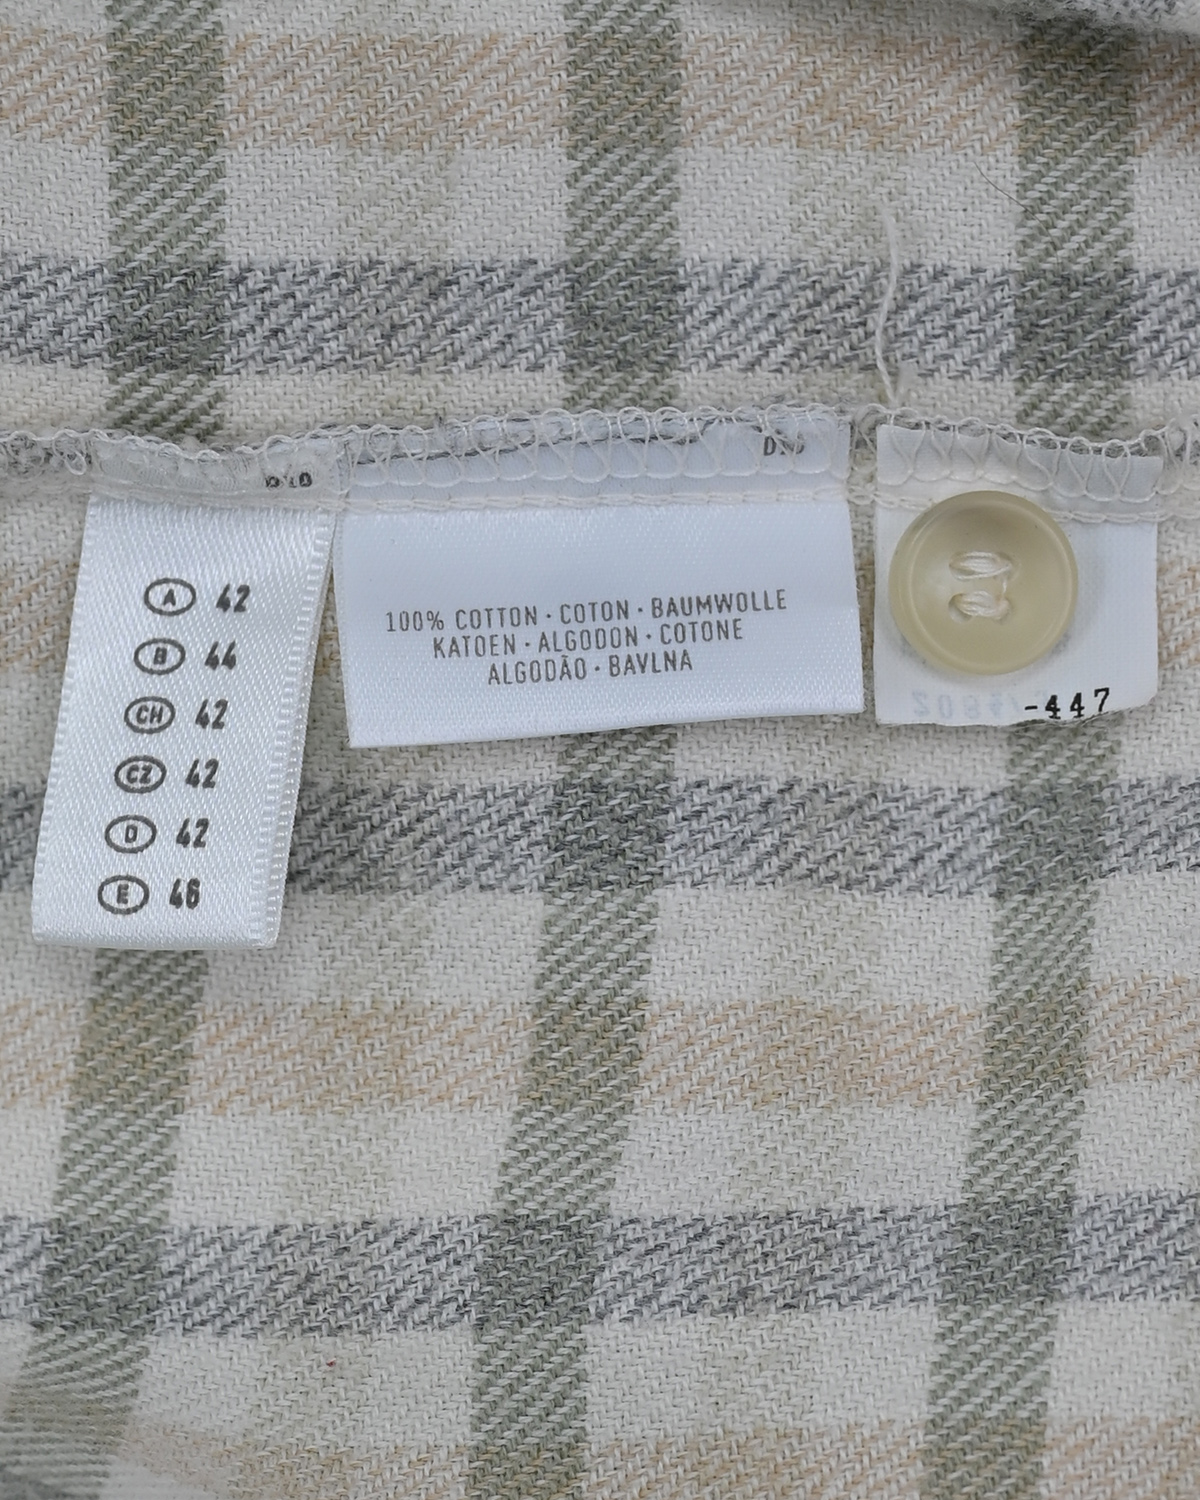 A 42
B 44
CH 42
CZ 42
D 42
E 46
100% COTTON · COTON · BAUMWOLLE
KATOEN · ALGODON · COTONE
ALGODÃO · BAVLNA
-447